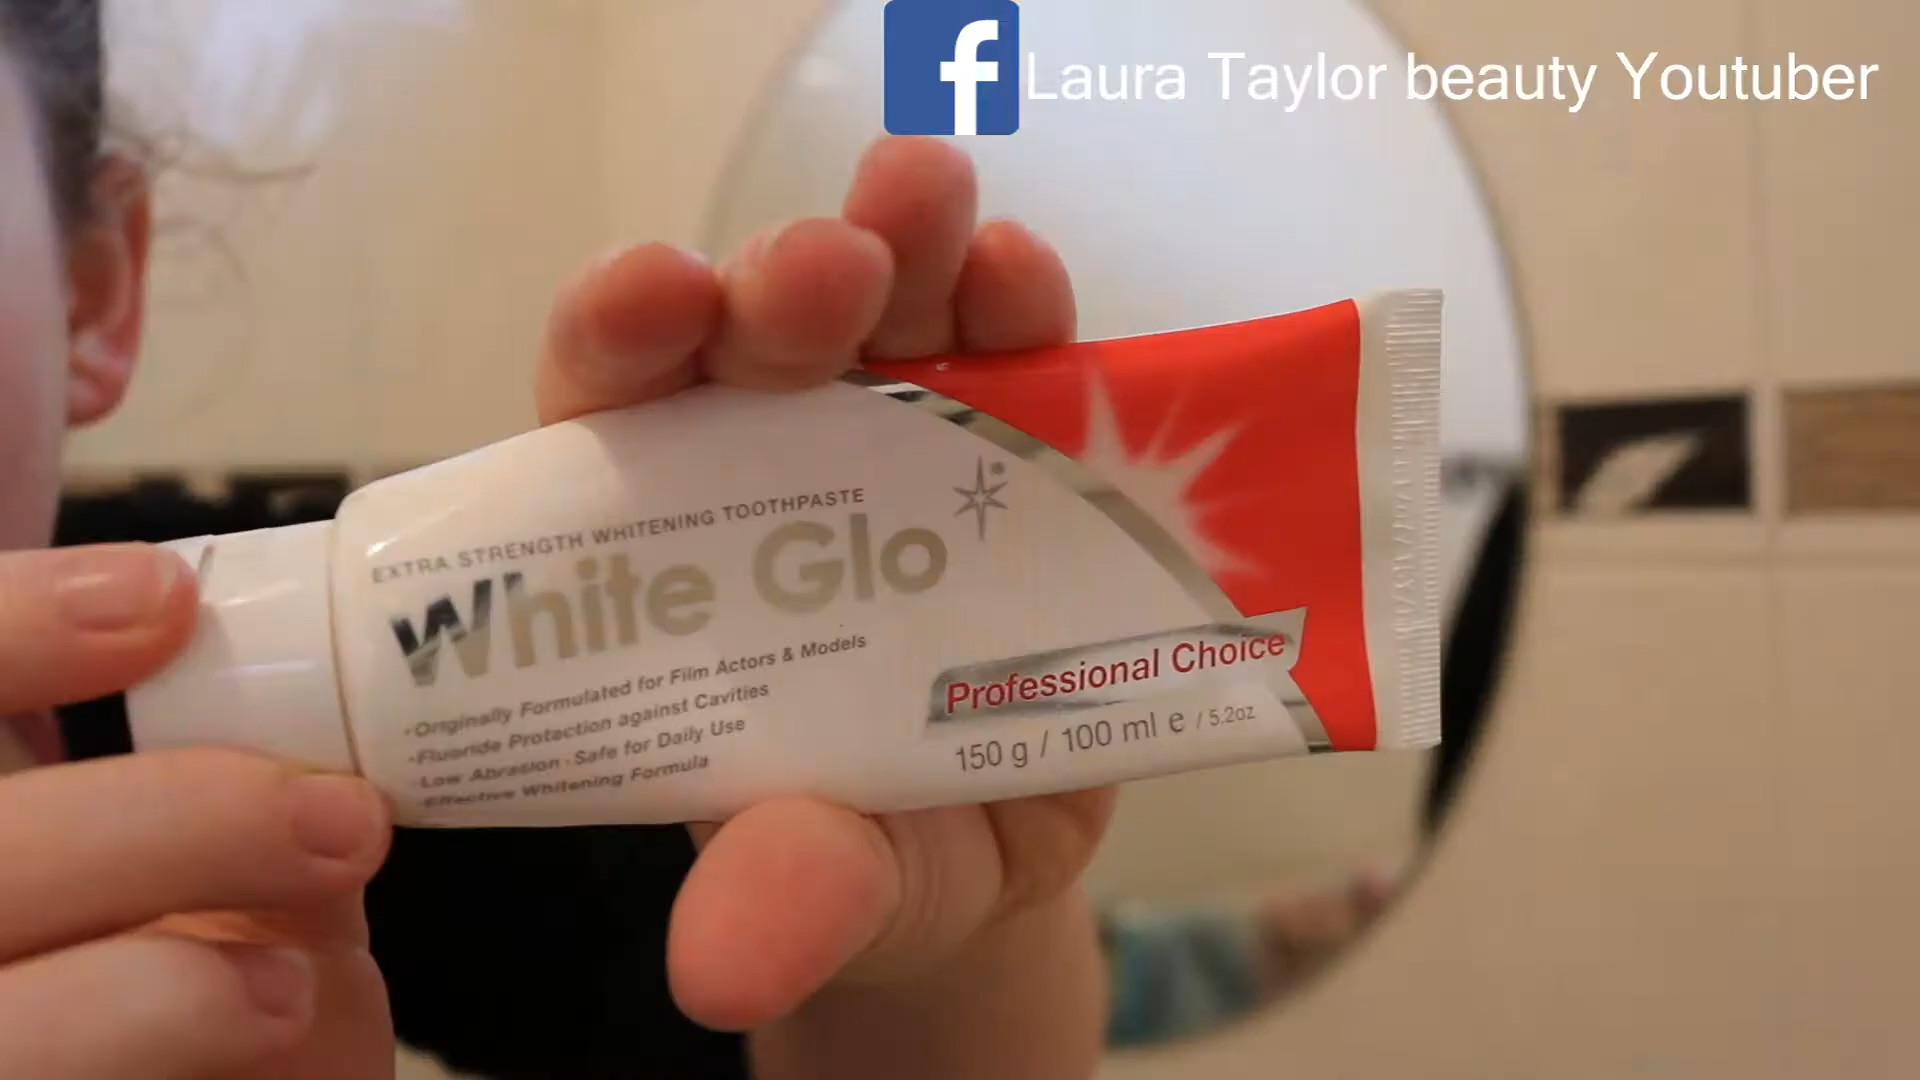 Laura Taylor beauty Youtuber
EXTRA STRENGTH WHITENING TOOTHPASTE
White Glo
• Originally Formulated for Film Actors & Models
• Fluoride Protection against Cavities
• Low Abrasion • Safe for Daily Use
• Effective Whitening Formula
Professional Choice
150 g / 100 ml e / 5.2oz